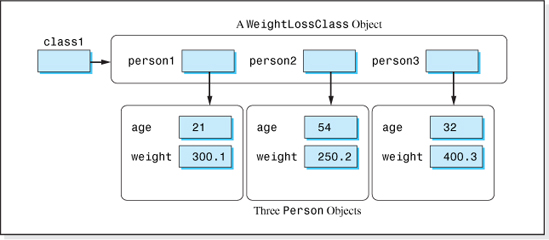 A WeightLossClass Object
class1
person1 person2 person3
age 21 age 54 age 32
weight 300.1 weight 250.2 weight 400.3
Three Person Objects